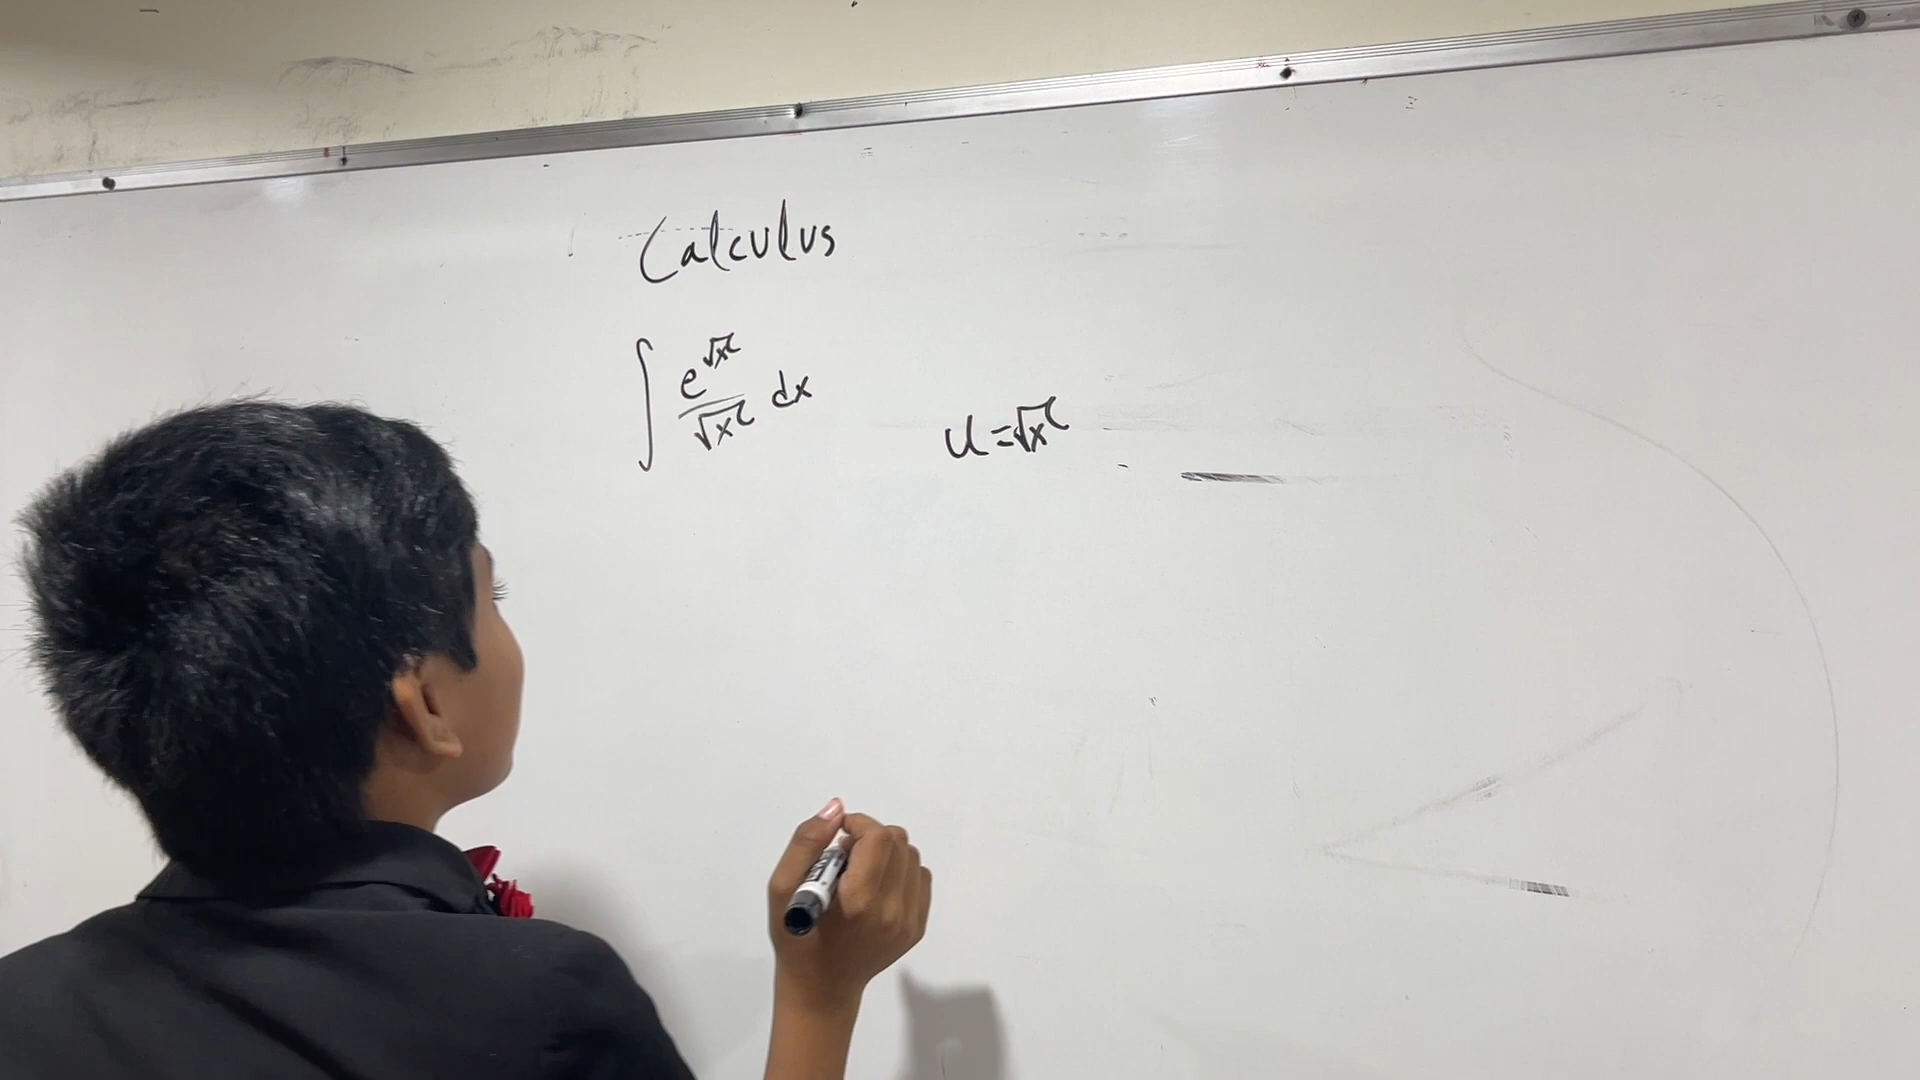 Calculus
∫ e^√x / √x dx
u = √x